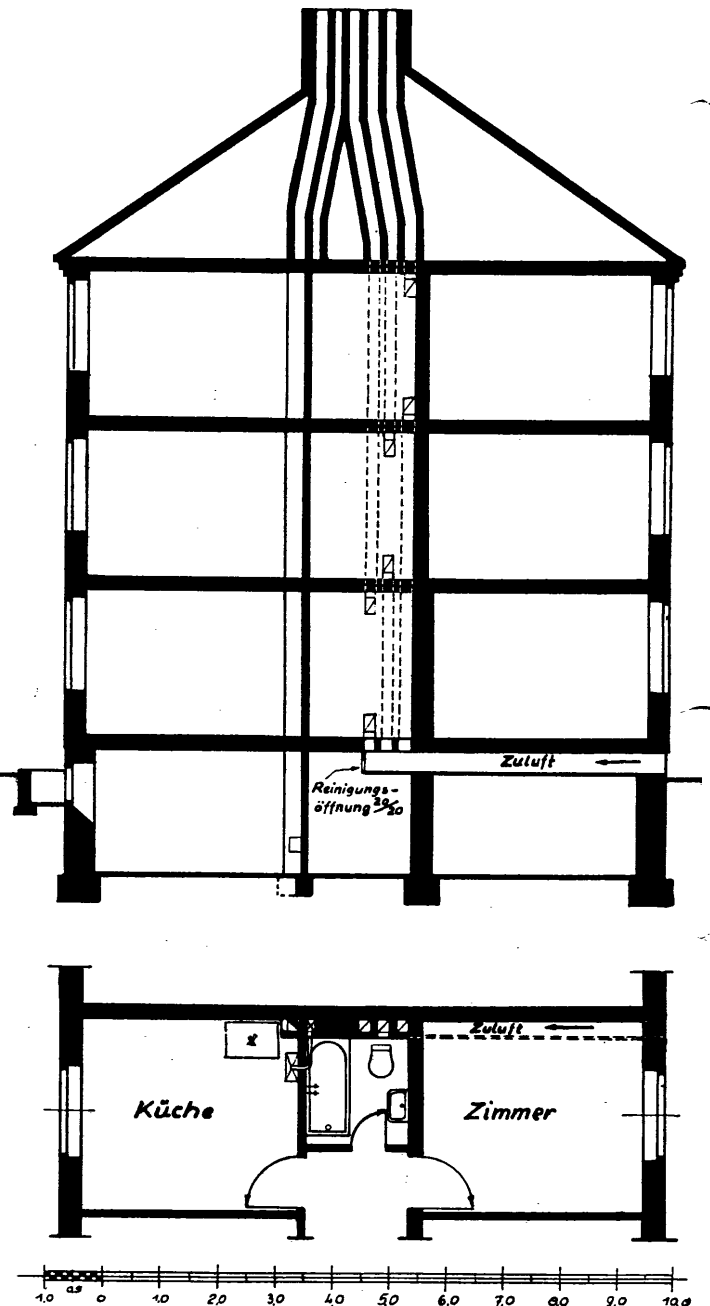 Zuluft
Reinigungs-
öffnung 20/20
Zuluft
Küche
Zimmer
1,0 0,5 0 1,0 2,0 3,0 4,0 5,0 6,0 7,0 8,0 9,0 10,0